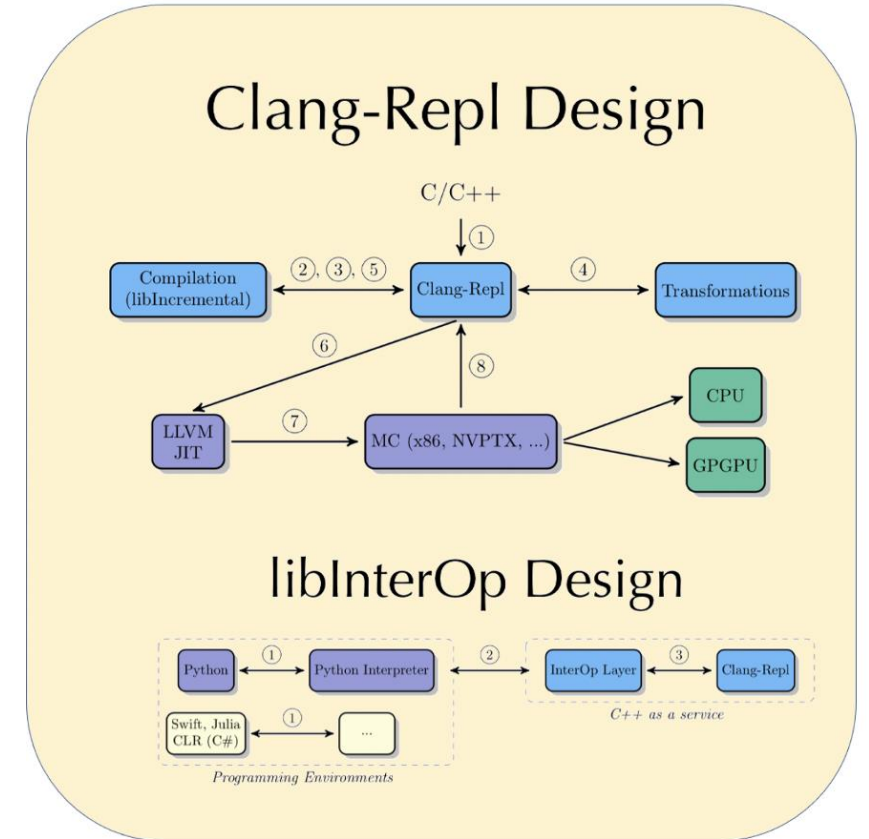 Clang-Repl Design
C/C++
①
Compilation
(libIncremental)
②, ③, ⑤
Clang-Repl
④
Transformations
⑥
⑧
LLVM
JIT
⑦
MC (x86, NVPTX, ...)
CPU
GPGPU
libInterOp Design
Python
①
Python Interpreter
②
InterOp Layer
③
Clang-Repl
C++ as a service
Swift, Julia
CLR (C#)
①
...
Programming Environments